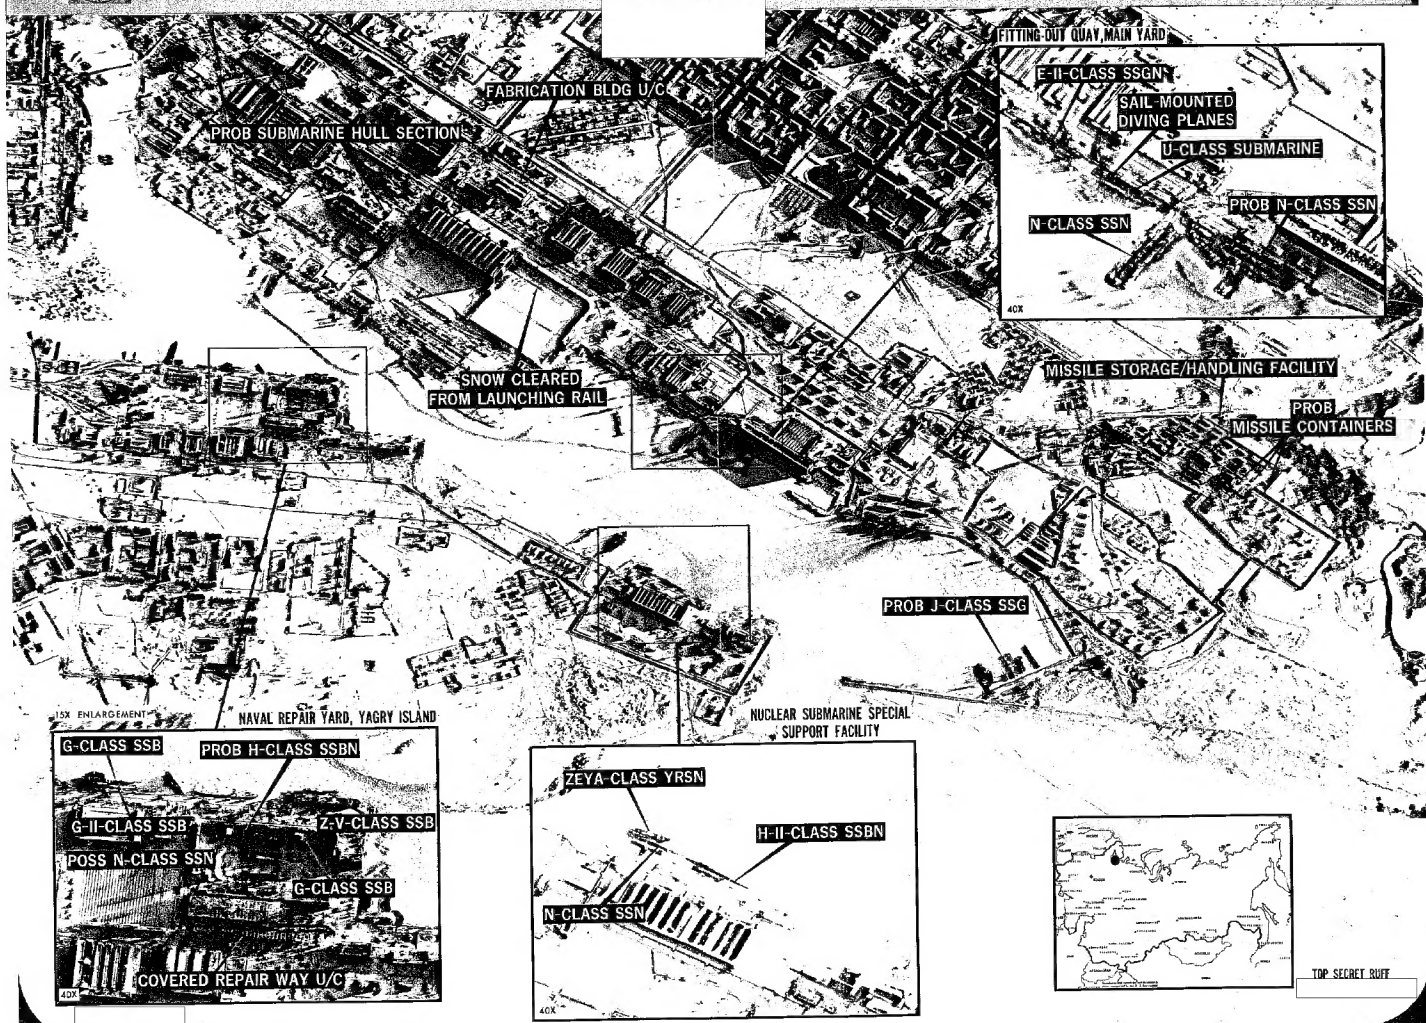 FITTING-OUT QUAY, MAIN YARD
E-II-CLASS SSGN
SAIL-MOUNTED
DIVING PLANES
U-CLASS SUBMARINE
PROB N-CLASS SSN
N-CLASS SSN
40X
FABRICATION BLDG U/C
PROB SUBMARINE HULL SECTION
SNOW CLEARED
FROM LAUNCHING RAIL
MISSILE STORAGE/HANDLING FACILITY
PROB
MISSILE CONTAINERS
PROB J-CLASS SSG
15X ENLARGEMENT
NAVAL REPAIR YARD, YAGRY ISLAND
G-CLASS SSB
PROB H-CLASS SSBN
G-II-CLASS SSB
Z-V-CLASS SSB
POSS N-CLASS SSN
G-CLASS SSB
COVERED REPAIR WAY U/C
40X
NUCLEAR SUBMARINE SPECIAL
SUPPORT FACILITY
ZEYA-CLASS YRSN
H-II-CLASS SSBN
N-CLASS SSN
40X
TOP SECRET RUFF